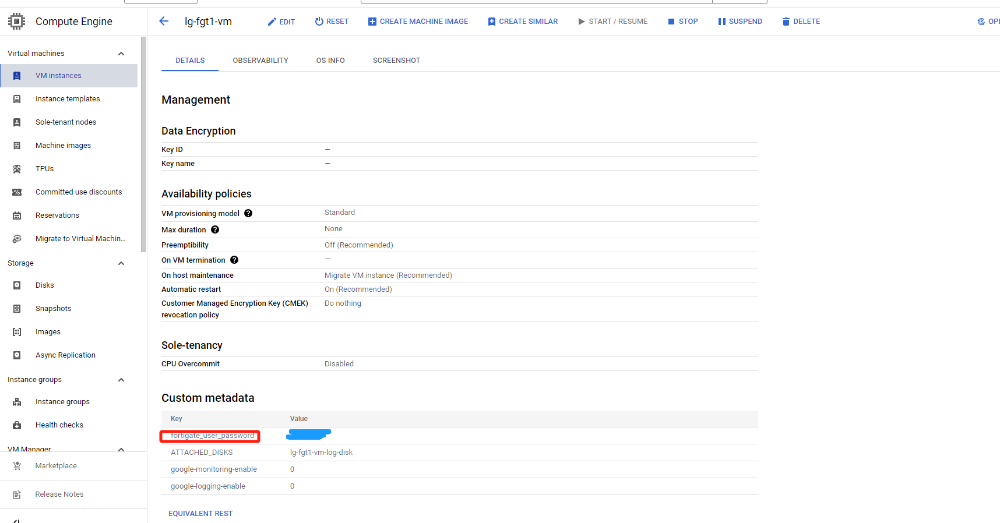 Compute Engine
lg-fgt1-vm
EDIT
RESET
CREATE MACHINE IMAGE
CREATE SIMILAR
START / RESUME
STOP
SUSPEND
DELETE
Virtual machines
VM instances
Instance templates
Sole-tenant nodes
Machine images
TPUs
Committed use discounts
Reservations
Migrate to Virtual Machin...
Storage
Disks
Snapshots
Images
Async Replication
Instance groups
Instance groups
Health checks
VM Manager
Marketplace
Release Notes
DETAILS
OBSERVABILITY
OS INFO
SCREENSHOT
Management
Data Encryption
Key ID —
Key name —
Availability policies
VM provisioning model Standard
Max duration None
Preemptibility Off (Recommended)
On VM termination —
On host maintenance Migrate VM instance (Recommended)
Automatic restart On (Recommended)
Customer Managed Encryption Key (CMEK) Do nothing
revocation policy
Sole-tenancy
CPU Overcommit Disabled
Custom metadata
Key Value
fortigate_user_password
ATTACHED_DISKS lg-fgt1-vm-log-disk
google-monitoring-enable 0
google-logging-enable 0
EQUIVALENT REST